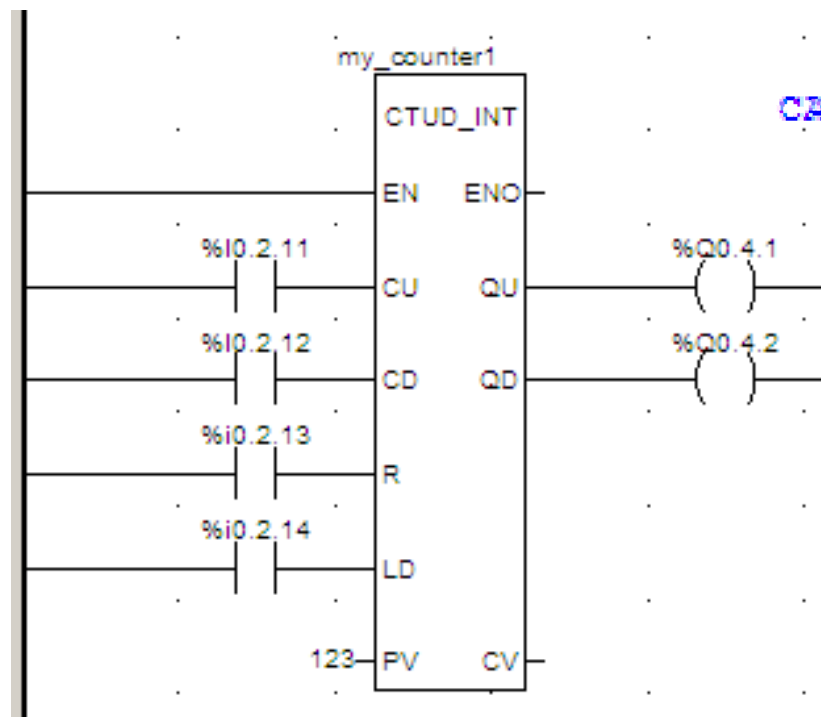 my_counter1
CTUD_INT
EN ENO
%I0.2.11 %Q0.4.1
CU QU
%I0.2.12 %Q0.4.2
CD QD
%i0.2.13
R
%i0.2.14
LD
123 PV CV